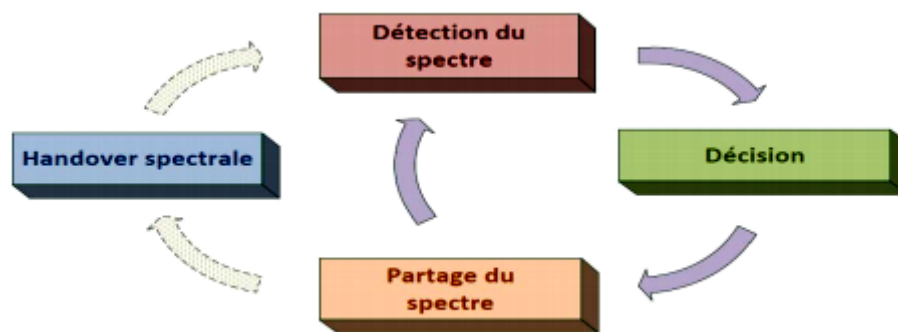 Détection du
spectre
Handover spectrale
Décision
Partage du
spectre